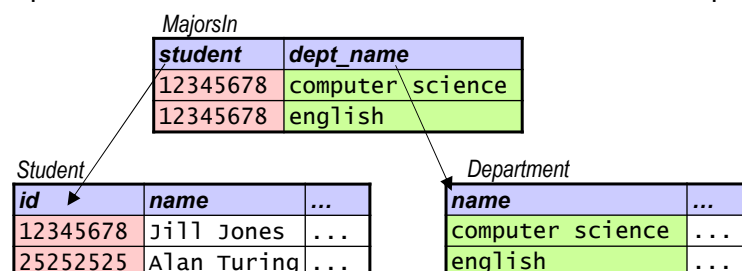 MajorsIn
student dept_name
12345678 computer science
12345678 english
Student
id name ...
12345678 Jill Jones ...
25252525 Alan Turing ...
Department
name ...
computer science ...
english ...